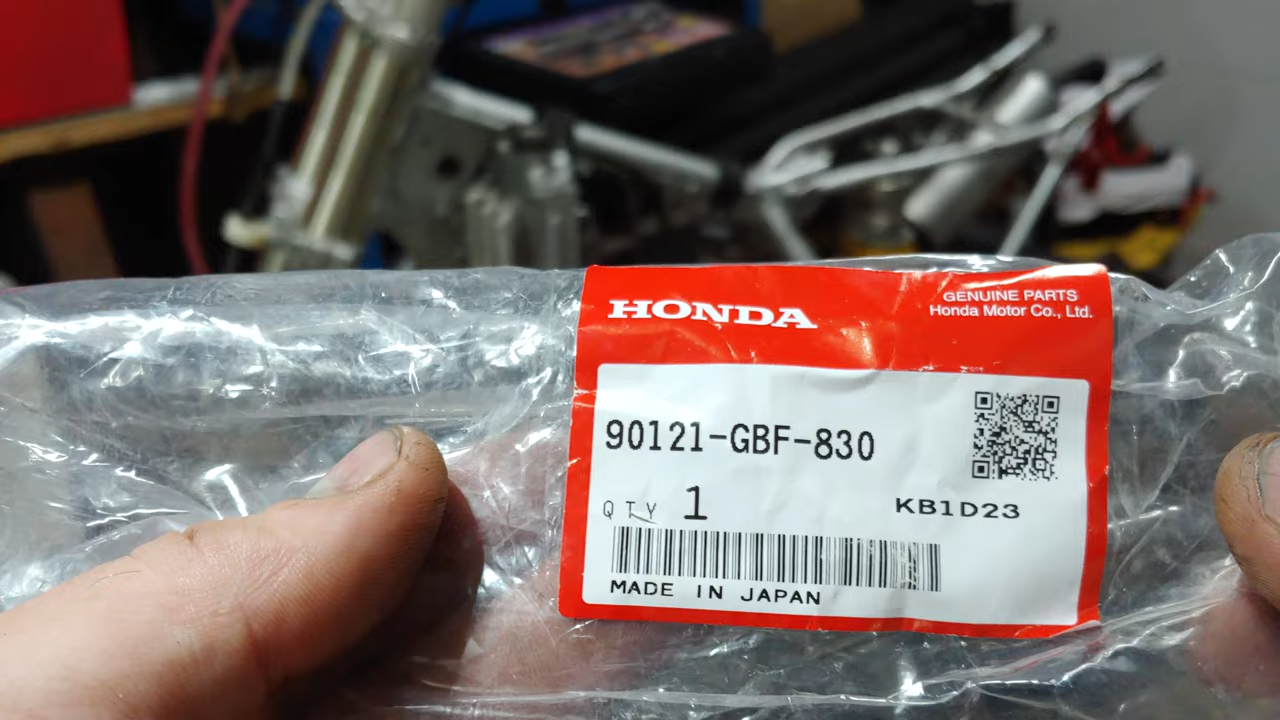 HONDA
GENUINE PARTS
Honda Motor Co., Ltd.
90121-GBF-830
QTY 1
KB1D23
MADE IN JAPAN